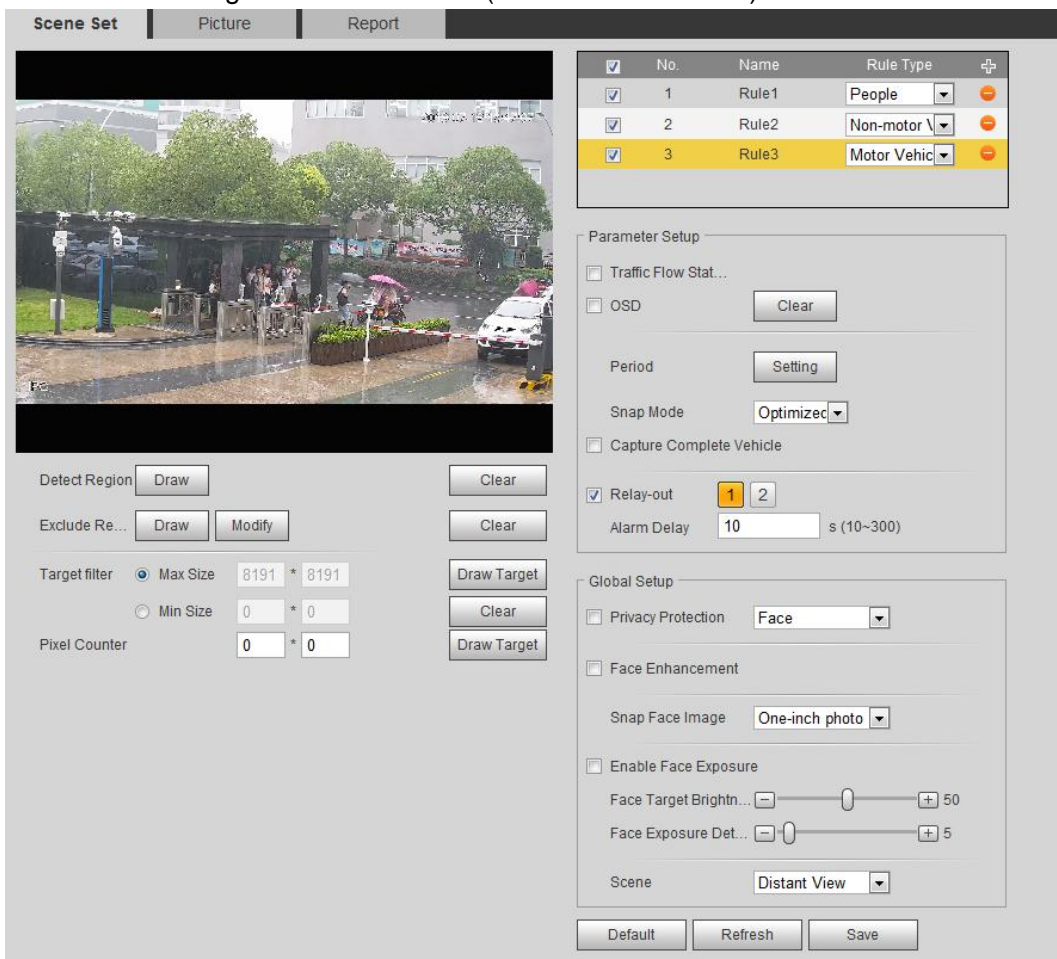 Scene Set Picture Report
No. Name Rule Type
1 Rule1 People
2 Rule2 Non-motor V
3 Rule3 Motor Vehic
Parameter Setup
Traffic Flow Stat...
OSD Clear
Period Setting
Snap Mode Optimized
Capture Complete Vehicle
Relay-out 1 2
Alarm Delay 10 s (10~300)
Detect Region Draw Clear
Exclude Re... Draw Modify Clear
Target filter Max Size 8191 * 8191 Draw Target
Min Size 0 * 0 Clear
Pixel Counter 0 * 0 Draw Target
Global Setup
Privacy Protection Face
Face Enhancement
Snap Face Image One-inch photo
Enable Face Exposure
Face Target Brightn... 50
Face Exposure Det... 5
Scene Distant View
Default Refresh Save